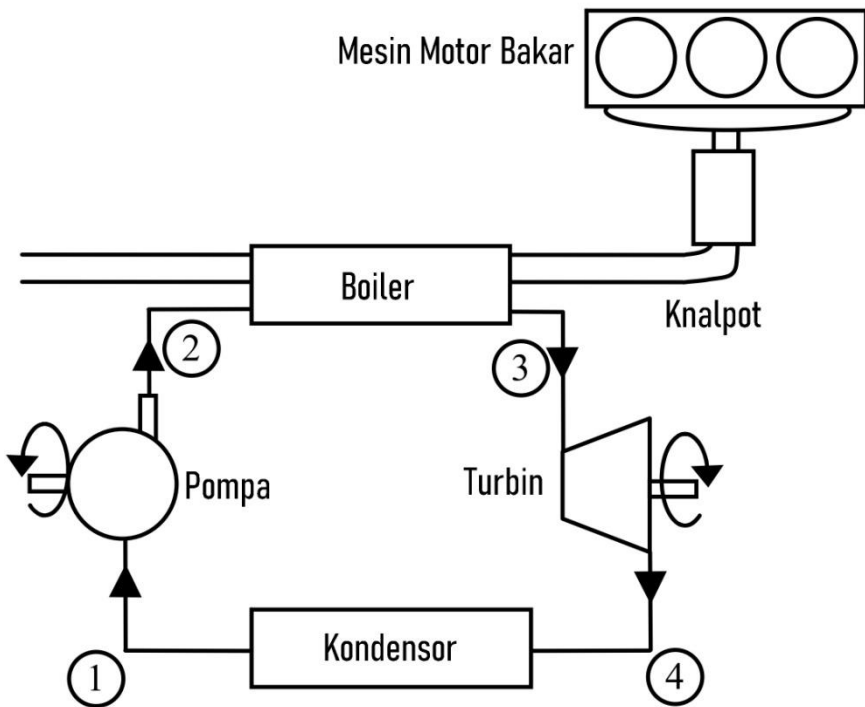 Mesin Motor Bakar
Boiler
Knalpot
2
3
Pompa
Turbin
Kondensor
1
4